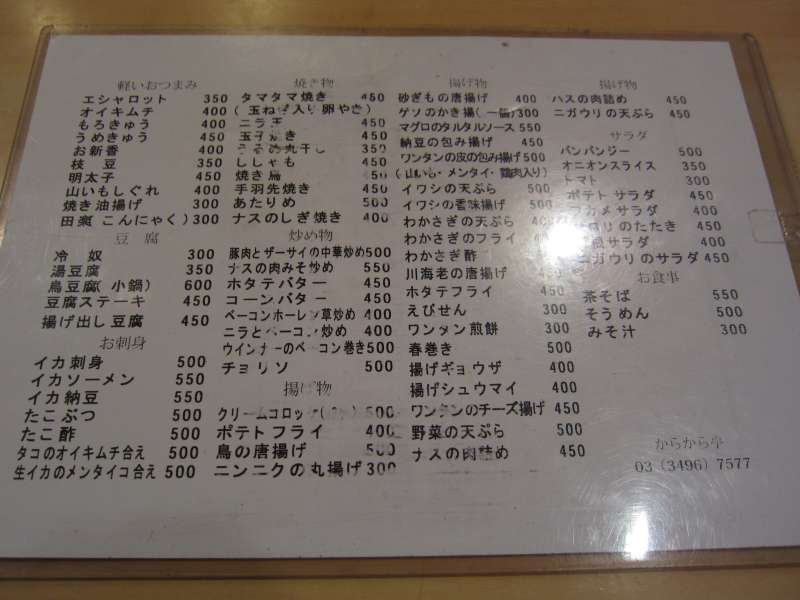 軽いおつまみ
エシャロット 350
オイキムチ 400
もろきゅう 400
うめきゅう 450
お新香 400
枝豆 350
明太子 450
山いもしぐれ 400
焼き油揚げ 400
田楽(こんにゃく) 300
豆腐
冷奴 300
湯豆腐 350
鳥豆腐(小鍋) 600
豆腐ステーキ 450
揚げ出し豆腐 450
お刺身
イカ刺身 500
イカソーメン 550
イカ納豆 550
たこぶつ 500
たこ酢 500
タコのオイキムチ合え 500
生イカのメンタイコ合え 500
焼き物
タマタマ焼き 450
(玉ねぎ入り卵やき)
ニラ玉 450
玉子焼き 450
うるめ丸干し 350
ししゃも 450
焼き鳥 450
手羽先焼き 450
あたりめ 500
ナスのしぎ焼き 400
炒め物
豚肉とザーサイの中華炒め 500
ナスの肉みそ炒め 550
ホタテバター 450
コーンバター 450
ベーコンホーレン草炒め 400
ニラとベーコン炒め 400
ウインナーのベーコン巻き 500
チョリソ 500
揚げ物
クリームコロッケ 500
ポテトフライ 400
鳥の唐揚げ 500
ニンニクの丸揚げ 300
揚げ物
砂ぎもの唐揚げ 400
ゲソのかき揚(一個) 300
マグロのタルタルソース 550
納豆の包み揚げ 450
ワンタンの皮の包み揚げ 500
(山いも・メンタイ・鶏肉入り)
イワシの天ぷら 500
イワシの香味揚げ 500
わかさぎの天ぷら 400
わかさぎのフライ 400
わかさぎ酢 400
川海老の唐揚げ 400
ホタテフライ 450
えびせん 300
ワンタン煎餅 300
春巻き 500
揚げギョウザ 400
揚げシュウマイ 400
ワンタンのチーズ揚げ 450
野菜の天ぷら 500
ナスの肉詰め 450
揚げ物
ハスの肉詰め 450
ニガウリの天ぷら 450
サラダ
バンバンジー 500
オニオンスライス 350
トマト 300
ポテトサラダ 450
ワカメサラダ 400
セロリのたたき 450
サラダ 400
ニガウリのサラダ 450
お食事
茶そば 550
そうめん 500
みそ汁 300
からから亭
03(3496)7577